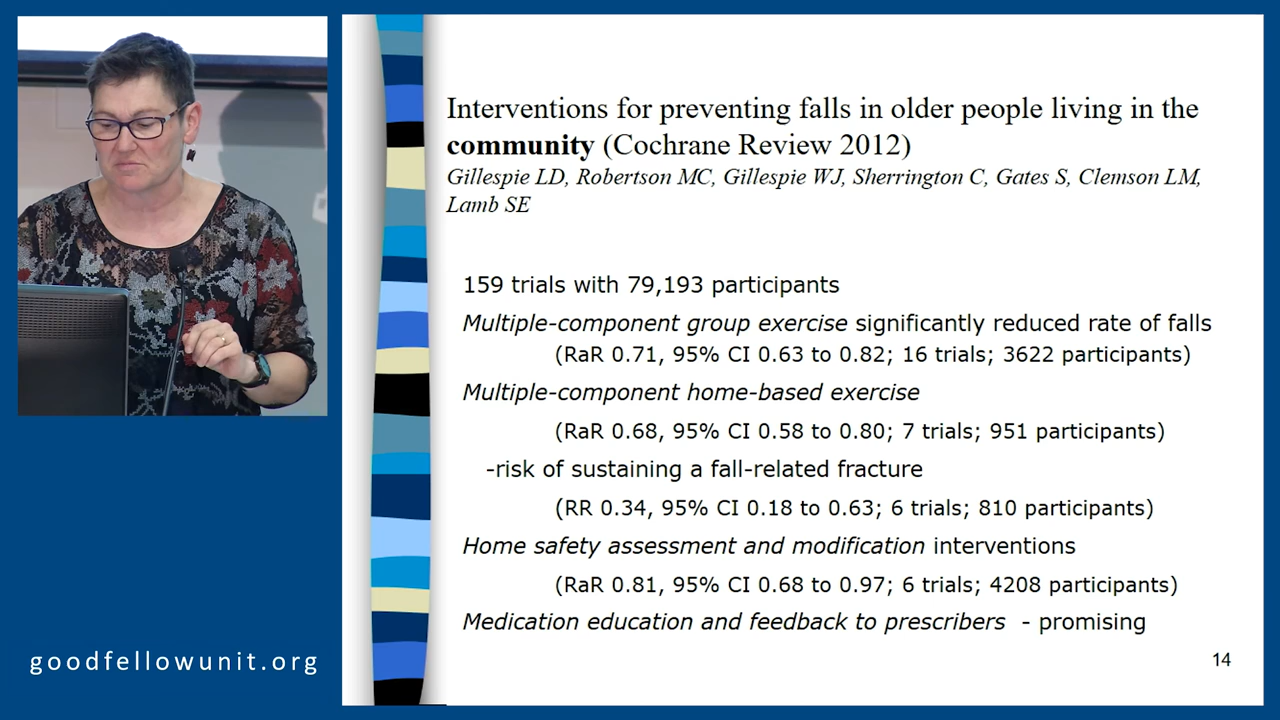 Interventions for preventing falls in older people living in the
community (Cochrane Review 2012)
Gillespie LD, Robertson MC, Gillespie WJ, Sherrington C, Gates S, Clemson LM,
Lamb SE
159 trials with 79,193 participants
Multiple-component group exercise significantly reduced rate of falls
(RaR 0.71, 95% CI 0.63 to 0.82; 16 trials; 3622 participants)
Multiple-component home-based exercise
(RaR 0.68, 95% CI 0.58 to 0.80; 7 trials; 951 participants)
-risk of sustaining a fall-related fracture
(RR 0.34, 95% CI 0.18 to 0.63; 6 trials; 810 participants)
Home safety assessment and modification interventions
(RaR 0.81, 95% CI 0.68 to 0.97; 6 trials; 4208 participants)
Medication education and feedback to prescribers - promising
14
goodfellowunit.org